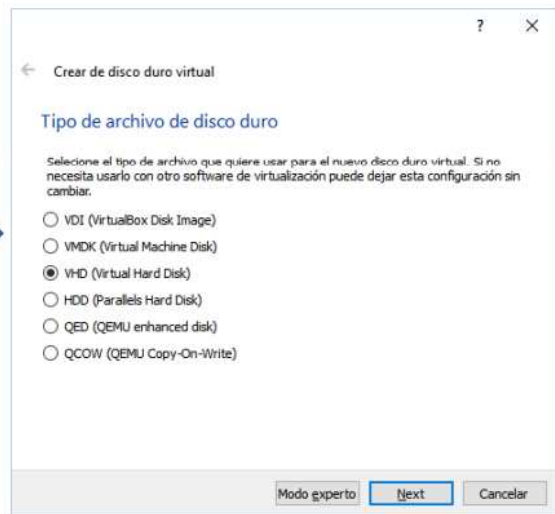 ?
Crear de disco duro virtual
Tipo de archivo de disco duro
Selecione el tipo de archivo que quiere usar para el nuevo disco duro virtual. Si no
necesita usarlo con otro software de virtualización puede dejar esta configuración sin
cambiar.
VDI (VirtualBox Disk Image)
VMDK (Virtual Machine Disk)
VHD (Virtual Hard Disk)
HDD (Parallels Hard Disk)
QED (QEMU enhanced disk)
QCOW (QEMU Copy-On-Write)
Modo experto Next Cancelar